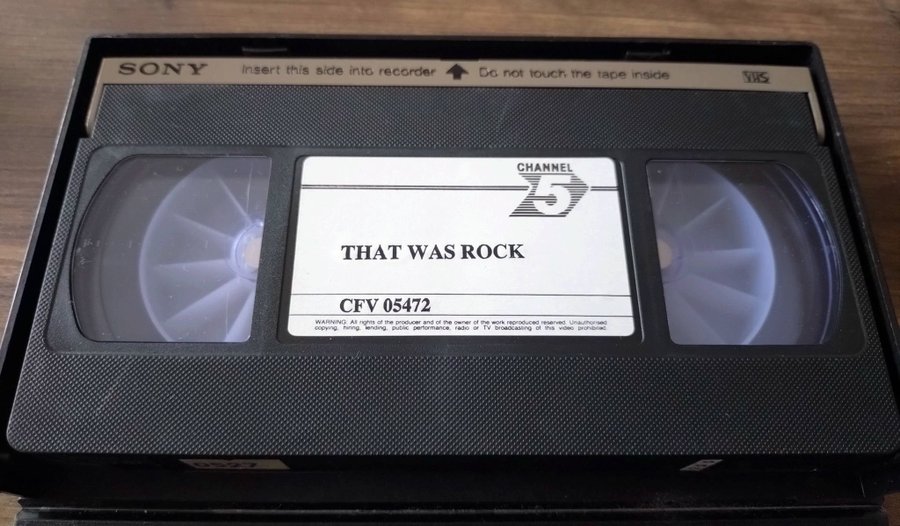 SONY Insert this side into recorder Do not touch the tape inside VHS
CHANNEL
5
THAT WAS ROCK
CFV 05472
WARNING: All rights of the producer and of the owner of the work reproduced reserved. Unauthorised
copying, hiring, lending, public performance, radio or TV broadcasting of this video prohibited.